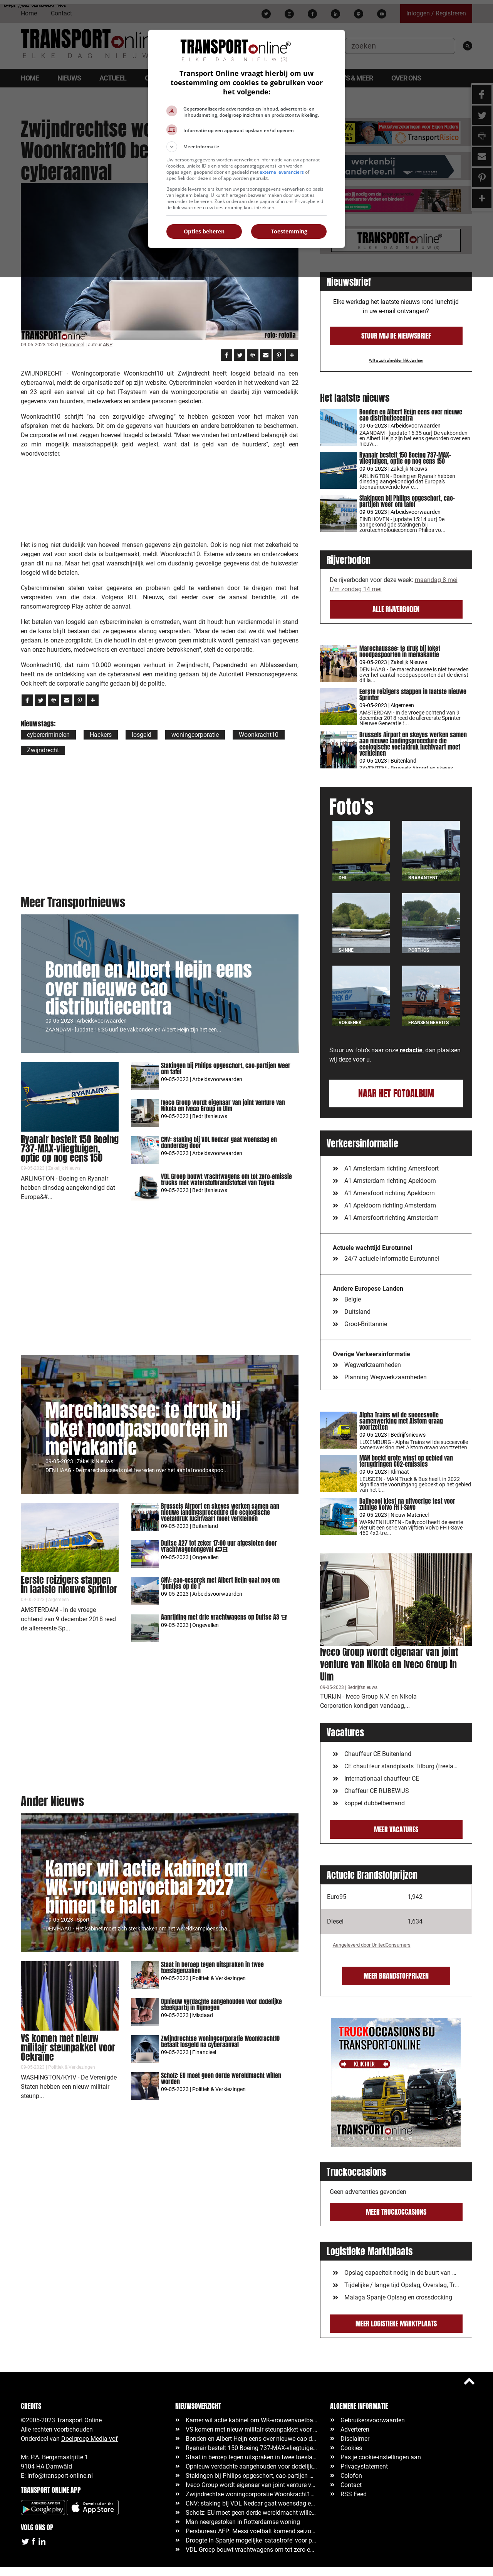 Home Contact
Inloggen / Registreren
TRANSPORT online
ELKE DAG NIEUWS
zoeken
HOME NIEUWS ACTUEEL
& MEER OVER ONS
Transport Online vraagt hierbij om uw
toestemming om cookies te gebruiken voor
het volgende:
Gepersonaliseerde advertenties en inhoud, advertentie- en
inhoudsmeting, doelgroep inzichten en productontwikkeling.
Informatie op een apparaat opslaan en/of openen
Meer informatie
Uw persoonsgegevens worden verwerkt en informatie van uw apparaat
(cookies, unieke ID's en andere apparaatgegevens) kan worden
opgeslagen, geopend door en gedeeld met externe leveranciers of
specifiek door deze site of app worden gebruikt.
Bepaalde leveranciers kunnen uw persoonsgegevens verwerken op basis
van legitiem belang. U kunt hiertegen bezwaar maken door uw opties
hieronder te beheren. Zoek onderaan deze pagina of in ons Privacybeleid
de link waarmee u uw toestemming kunt intrekken.
Opties beheren
Toestemming
Zwijndrechtse wo
Woonkracht10 be
cyberaanval
TRANSPORT online
Foto: Fotolia
09-05-2023 13:51 | Financieel | auteur ANP
ZWIJNDRECHT - Woningcorporatie Woonkracht10 uit Zwijndrecht heeft losgeld betaald na een
cyberaanval, meldt de organisatie zelf op zijn website. Cybercriminelen voerden in het weekend van 22
en 23 april een aanval uit op het IT-systeem van de woningcorporatie en daarbij zijn vermoedelijk
gegevens van huurders, medewerkers en andere personen gestolen.
Woonkracht10 schrijft "na een zorgvuldige afweging" te hebben gekozen voor het maken van
afspraken met de hackers. Dit om de gegevens van huurders en andere betrokkenen te beschermen.
De corporatie wil niet zeggen hoeveel losgeld is betaald. "Maar we vinden het ontzettend belangrijk dat
er zo min mogelijk maatschappelijk geld weglekt, want dat is voor de huurders", zegt een
woordvoerster.
Het is nog niet duidelijk van hoeveel mensen gegevens zijn gestolen. Ook is nog niet met zekerheid te
zeggen wat voor soort data is buitgemaakt, meldt Woonkracht10. Externe adviseurs en onderzoekers
gaan daar waarschijnlijk de aankomende maand wel om goed nieuws was dat de gegevens uit de huisvester
losgeld wilde betalen.
Cybercriminelen stelen vaker gegevens en proberen geld te verdienen door te dreigen met het
verspreiden van die data. Volgens RTL Nieuws, dat eerder over de aanval berichtte, zit de
ransomwaregroep Play achter de aanval.
Het betalen van losgeld aan cybercriminelen is omstreden, want dit houdt hun verdienmodel in stand
en de kans blijft bestaan dat ze gegevens alsnog verspreiden.
Woonkracht10, dat ruim 10.000 woningen verhuurt in Zwijndrecht, Papendrecht en Alblasserdam,
heeft na de ontdekking van de cyberaanval een melding gedaan bij de Autoriteit Persoonsgegevens.
Ook heeft de corporatie aangifte gedaan bij de politie.
Nieuwstags:
cybercriminelen Hackers losgeld woningcorporatie Woonkracht10
Zwijndrecht
TRANSPORT online
Nieuwsbrief
Elke werkdag het laatste nieuws rond lunchtijd
in uw e-mail ontvangen?
STUUR MIJ DE NIEUWSBRIEF
Wilt u zich afmelden klik dan hier
Het laatste nieuws
Bonden en Albert Heijn eens over nieuwe
cao distributiecentra
09-05-2023 | Arbeidsvoorwaarden
ZAANDAM - [update 16:35 uur] De vakbonden
en Albert Heijn zijn het eens geworden over een
nieuw...
Ryanair bestelt 150 Boeing 737-MAX-
vliegtuigen, optie op nog eens 150
09-05-2023 | Zakelijk Nieuws
ARLINGTON - Boeing en Ryanair hebben
dinsdag aangekondigd dat Europa's
toonaangevende low-c...
Stakingen bij Philips opgeschort, cao-
partijen weer om tafel
09-05-2023 | Arbeidsvoorwaarden
EINDHOVEN - [update 15:14 uur] De
aangekondigde stakingen bij
zorgtechnologieconcern Philips vo...
Rijverboden
De rijverboden voor deze week: maandag 8 mei
t/m zondag 14 mei
ALLE RIJVERBODEN
Marechaussee: te druk bij loket
noodpaspoorten in meivakantie
09-05-2023 | Zakelijk Nieuws
DEN HAAG - De marechaussee is niet tevreden
over het aantal noodpaspoorten dat de dienst
dit ja...
Eerste reizigers stappen in laatste nieuwe
Sprinter
09-05-2023 | Algemeen
AMSTERDAM - In de vroege ochtend van 9
december 2018 reed de allereerste Sprinter
Nieuwe Generatie (...
Brussels Airport en skeyes werken samen
aan nieuwe landingsprocedure die
ecologische voetafdruk luchtvaart moet
verkleinen
09-05-2023 | Buitenland
Foto's
DHL
BRABANTENT
S-INNE
PORTHOS
VOESENEK
FRANSEN GERRITS
Stuur uw foto's naar onze redactie, dan plaatsen
wij deze voor u.
NAAR HET FOTOALBUM
Meer Transportnieuws
Bonden en Albert Heijn eens
over nieuwe cao
distributiecentra
09-05-2023 | Arbeidsvoorwaarden
ZAANDAM - [update 16:35 uur] De vakbonden en Albert Heijn zijn het een...
Ryanair bestelt 150 Boeing
737-MAX-vliegtuigen,
optie op nog eens 150
09-05-2023 | Zakelijk Nieuws
ARLINGTON - Boeing en Ryanair
hebben dinsdag aangekondigd dat
Europa&#...
Stakingen bij Philips opgeschort, cao-partijen weer
om tafel
09-05-2023 | Arbeidsvoorwaarden
Iveco Group wordt eigenaar van joint venture van
Nikola en Iveco Group in Ulm
09-05-2023 | Bedrijfsnieuws
CNV: staking bij VDL Nedcar gaat woensdag en
donderdag door
09-05-2023 | Arbeidsvoorwaarden
VDL Groep bouwt vrachtwagens om tot zero-emissie
trucks met waterstofbrandstofcel van Toyota
09-05-2023 | Bedrijfsnieuws
Verkeersinformatie
A1 Amsterdam richting Amersfoort
A1 Amsterdam richting Apeldoorn
A1 Amersfoort richting Apeldoorn
A1 Apeldoorn richting Amsterdam
A1 Amersfoort richting Amsterdam
Actuele wachttijd Eurotunnel
24/7 actuele informatie Eurotunnel
Andere Europese Landen
Belgie
Duitsland
Groot-Brittannie
Overige Verkeersinformatie
Wegwerkzaamheden
Planning Wegwerkzaamheden
Marechaussee: te druk bij
loket noodpaspoorten in
meivakantie
09-05-2023 | Zakelijk Nieuws
DEN HAAG - De marechaussee is niet tevreden over het aantal noodpaspoo...
Eerste reizigers stappen
in laatste nieuwe Sprinter
09-05-2023 | Algemeen
AMSTERDAM - In de vroege
ochtend van 9 december 2018 reed
de allereerste Sp...
Brussels Airport en skeyes werken samen aan
nieuwe landingsprocedure die ecologische
voetafdruk luchtvaart moet verkleinen
09-05-2023 | Buitenland
Duitse A27 tot zeker 17:00 uur afgesloten door
vrachtwagenongeval
09-05-2023 | Ongevallen
CNV: cao-gesprek met Albert Heijn gaat nog om
'puntjes op de i'
09-05-2023 | Arbeidsvoorwaarden
Aanrijding met drie vrachtwagens op Duitse A3
09-05-2023 | Ongevallen
Alpha Trains wil de succesvolle
samenwerking met Alstom graag
voortzetten
09-05-2023 | Bedrijfsnieuws
LUXEMBURG - Alpha Trains wil de succesvolle
samenwerking met Alstom graag voortzetten
MAN boekt grote winst op gebied van
terugdringen CO2-emissies
09-05-2023 | Klimaat
LEUSDEN - MAN Truck & Bus heeft in 2022
significante vooruitgang geboekt op het gebied
van het t...
Dailycool kiest na uitvoerige test voor
zuinige Volvo FH I-Save
09-05-2023 | Nieuw Materieel
WARMENHUIZEN - Dailycool heeft de eerste
vier uit een serie van vijftien Volvo FH I-Save
460 4x2-tre...
Iveco Group wordt eigenaar van joint
venture van Nikola en Iveco Group in
Ulm
09-05-2023 | Bedrijfsnieuws
TURIJN - Iveco Group N.V. en Nikola
Corporation kondigen vandaag,...
Vacatures
Chauffeur CE Buitenland
CE chauffeur standplaats Tilburg (freela...
Internationaal chauffeur CE
Chaffeur CE RIJBEWIJS
koppel dubbelbemand
MEER VACATURES
Actuele Brandstofprijzen
Euro95 1,942
Diesel 1,634
Aangeleverd door UnitedConsumers
MEER BRANDSTOFPRIJZEN
Ander Nieuws
Kamer wil actie kabinet om
WK-vrouwenvoetbal 2027
binnen te halen
09-05-2023 | Sport
DEN HAAG - Het kabinet moet zich sterk maken om het wereldkampioenscha...
VS komen met nieuw
militair steunpakket voor
Oekraïne
09-05-2023 | Politiek & Verkiezingen
WASHINGTON/KYIV - De Verenigde
Staten hebben een nieuw militair
steunp...
Staat in beroep tegen uitspraken in twee
toeslagenzaken
09-05-2023 | Politiek & Verkiezingen
Opnieuw verdachte aangehouden voor dodelijke
steekpartij in Nijmegen
09-05-2023 | Misdaad
Zwijndrechtse woningcorporatie Woonkracht10
betaalt losgeld na cyberaanval
09-05-2023 | Financieel
Scholz: EU moet geen derde wereldmacht willen
worden
09-05-2023 | Politiek & Verkiezingen
TRUCKOCCASIONS BIJ
TRANSPORT-ONLINE
KLIK HIER
TRANSPORT online
Truckoccasions
Geen advertenties gevonden
MEER TRUCKOCCASIONS
Logistieke Marktplaats
Opslag capaciteit nodig in de buurt van ...
Tijdelijke / lange tijd Opslag, Overslag, Tr...
Malaga Spanje Oplsag en crossdocking
MEER LOGISTIEKE MARKTPLAATS
CREDITS
©2005-2023 Transport Online
Alle rechten voorbehouden
Onderdeel van Doelgroep Media vof
Mr. P.A. Bergsmastrjitte 1
9104 HA Damwâld
E: info@transport-online.nl
TRANSPORT ONLINE APP
Google Play
App Store
VOLG ONS OP
NIEUWSOVERZICHT
Kamer wil actie kabinet om WK-vrouwenvoetba...
VS komen met nieuw militair steunpakket voor ...
Bonden en Albert Heijn eens over nieuwe cao d...
Ryanair bestelt 150 Boeing 737-MAX-vliegtuige...
Staat in beroep tegen uitspraken in twee toesla...
Opnieuw verdachte aangehouden voor dodelijk...
Stakingen bij Philips opgeschort, cao-partijen ...
Iveco Group wordt eigenaar van joint venture v...
Zwijndrechtse woningcorporatie Woonkracht1...
CNV: staking bij VDL Nedcar gaat woensdag e...
Scholz: EU moet geen derde wereldmacht wille...
Man neergestoken in Rotterdamse woning
Persbureau AFP: Messi voetbalt komend seizo...
Droogte in Spanje mogelijke 'catastrofe' voor p...
VDL Groep bouwt vrachtwagens om tot zero-e...
ALGEMENE INFORMATIE
Gebruikersvoorwaarden
Adverteren
Disclaimer
Cookies
Pas je cookie-instellingen aan
Privacystatement
Colofon
Contact
RSS Feed